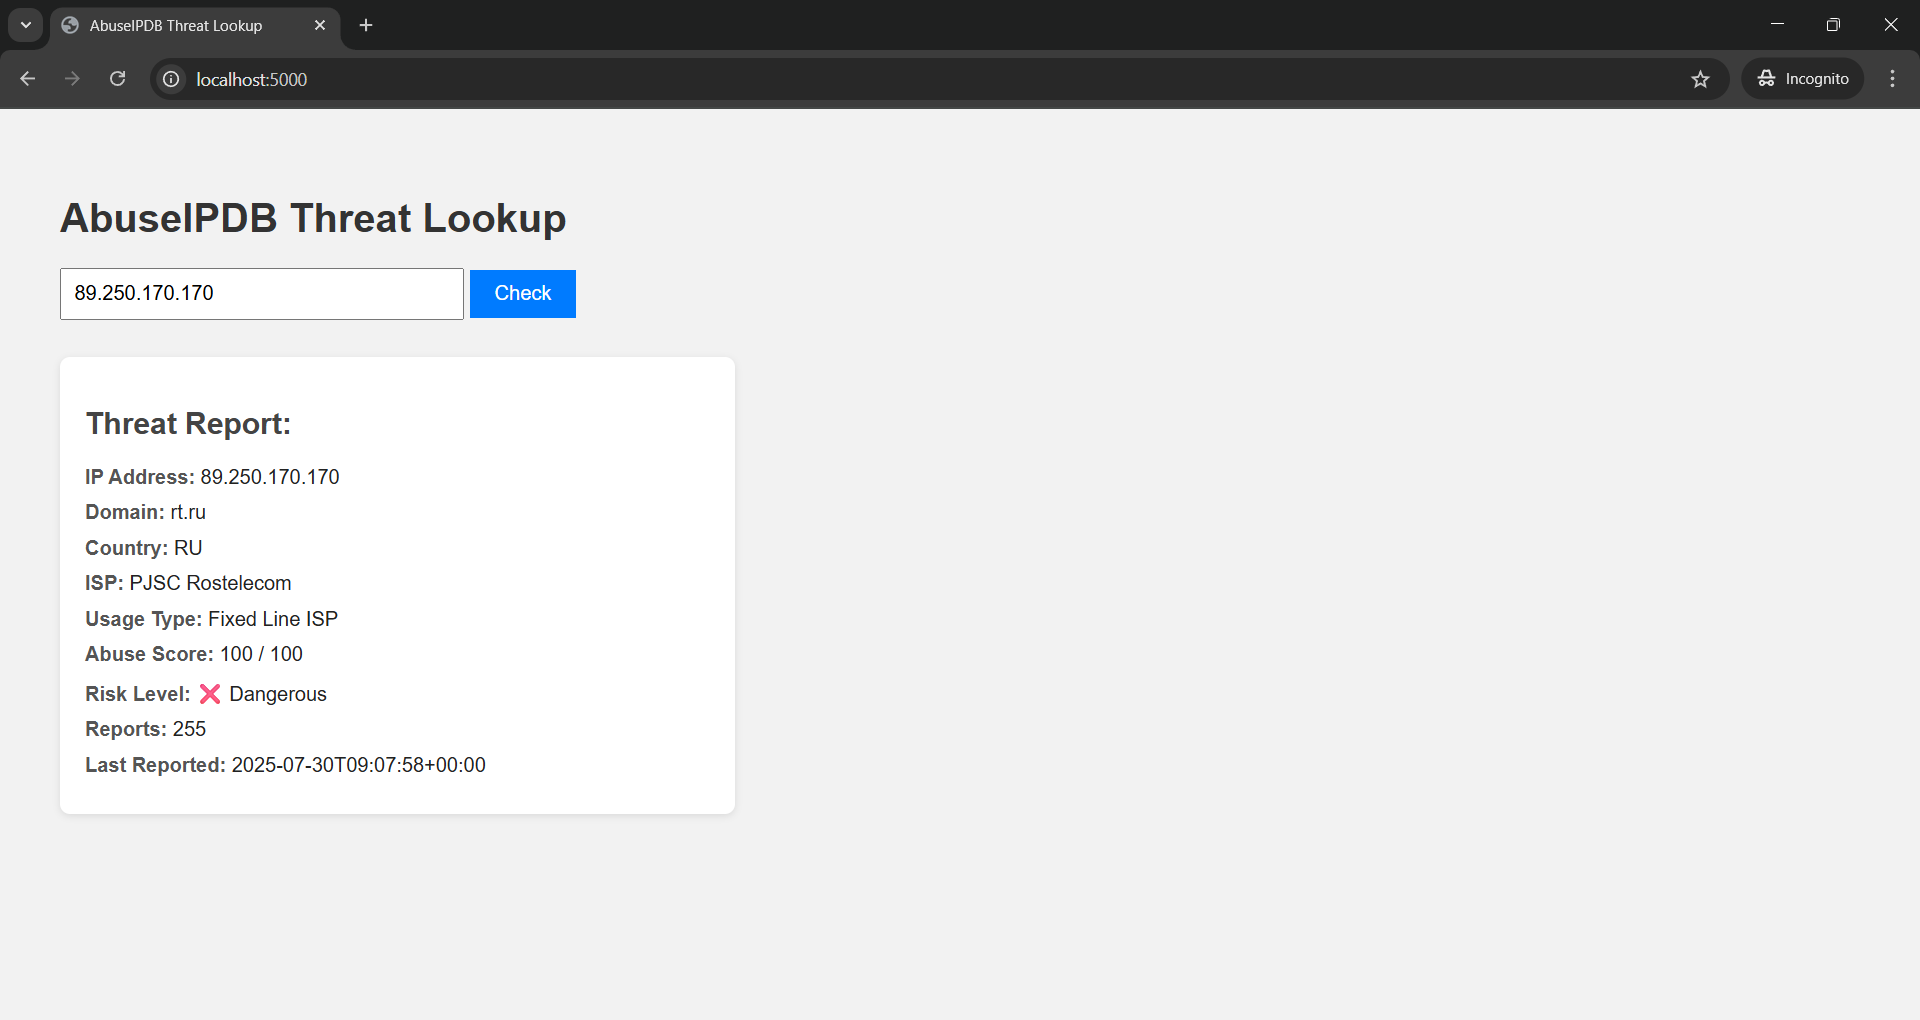 AbuseIPDB Threat Lookup
localhost:5000
Incognito
AbuseIPDB Threat Lookup
89.250.170.170
Check
Threat Report:
IP Address: 89.250.170.170
Domain: rt.ru
Country: RU
ISP: PJSC Rostelecom
Usage Type: Fixed Line ISP
Abuse Score: 100 / 100
Risk Level: ❌ Dangerous
Reports: 255
Last Reported: 2025-07-30T09:07:58+00:00